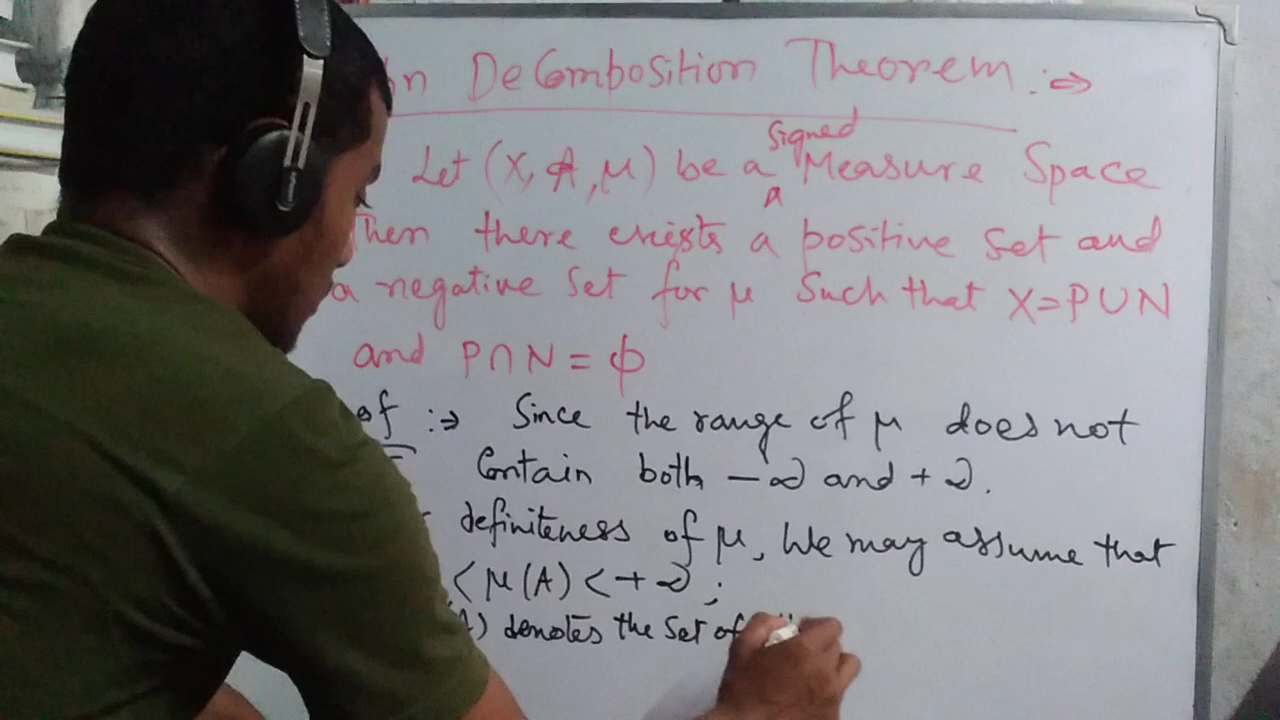 n DeComposition Theorem :⇒
Signed
Let (X, A, μ) be a Measure Space
Then there exists a positive set and
a negative Set for μ Such that X=PUN
and P∩N = ϕ
of :⇒ Since the range of μ does not
Contain both −∞ and +∞.
definiteness of μ, We may assume that
< μ(A) < +∞ ;
A) denotes the Set of